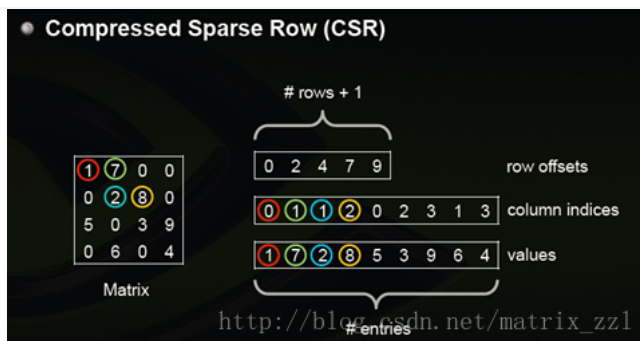 Compressed Sparse Row (CSR)
# rows + 1
0 2 4 7 9 row offsets
1 7 0 0
0 2 8 0
5 0 3 9
0 6 0 4
0 1 1 2 0 2 3 1 3 column indices
1 7 2 8 5 3 9 6 4 values
Matrix
# entries
http://blog.csdn.net/matrix_zzl